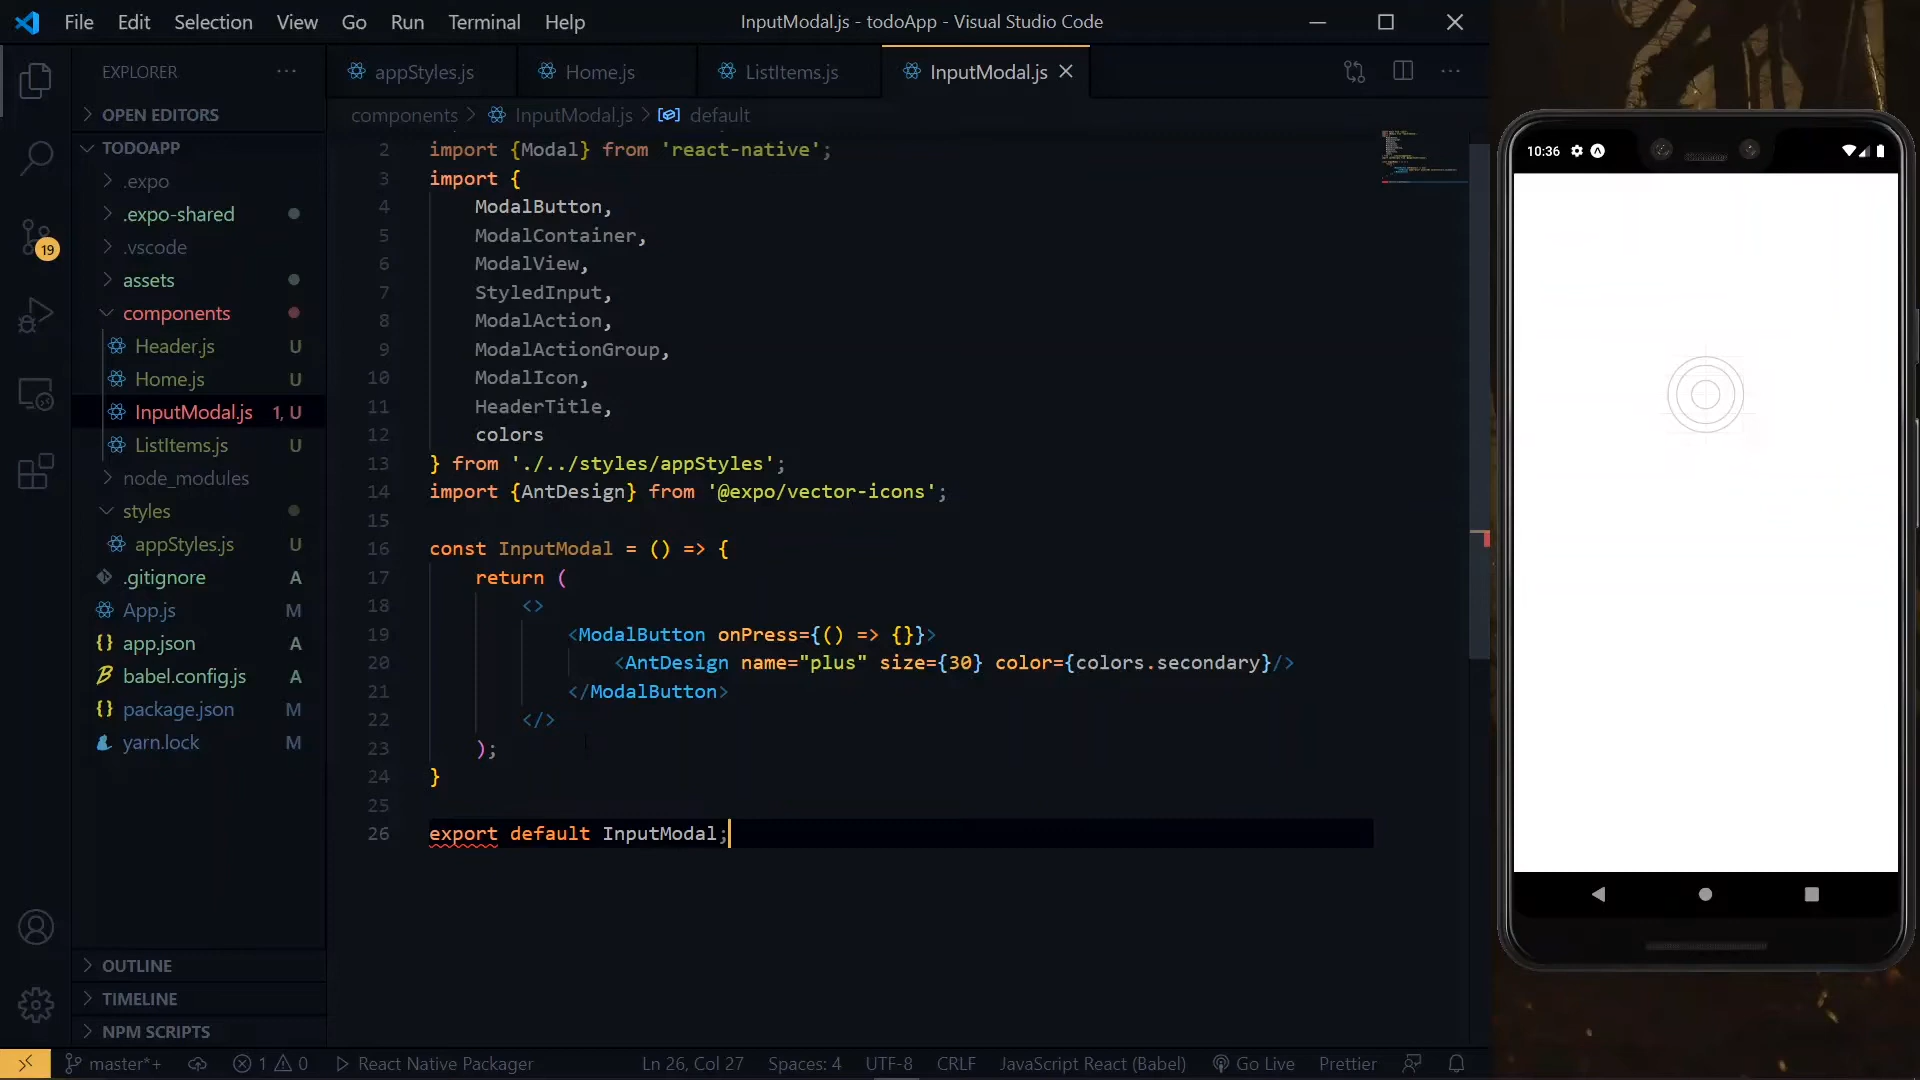 File Edit Selection View Go Run Terminal Help
InputModal.js - todoApp - Visual Studio Code
EXPLORER
OPEN EDITORS
TODOAPP
.expo
.expo-shared
.vscode
assets
components
Header.js U
Home.js U
InputModal.js 1, U
ListItems.js U
node_modules
styles
appStyles.js U
.gitignore A
App.js M
app.json A
babel.config.js A
package.json M
yarn.lock M
OUTLINE
TIMELINE
NPM SCRIPTS
19
appStyles.js Home.js ListItems.js InputModal.js
components > InputModal.js > default
2 import {Modal} from 'react-native';
3 import {
4 ModalButton,
5 ModalContainer,
6 ModalView,
7 StyledInput,
8 ModalAction,
9 ModalActionGroup,
10 ModalIcon,
11 HeaderTitle,
12 colors
13 } from './../styles/appStyles';
14 import {AntDesign} from '@expo/vector-icons';
15
16 const InputModal = () => {
17 return (
18 <>
19 <ModalButton onPress={() => {}}>
20 <AntDesign name="plus" size={30} color={colors.secondary}/>
21 </ModalButton>
22 </>
23 );
24 }
25
26 export default InputModal;
10:36
master*+ 1 0 React Native Packager Ln 26, Col 27 Spaces: 4 UTF-8 CRLF JavaScript React (Babel) Go Live Prettier